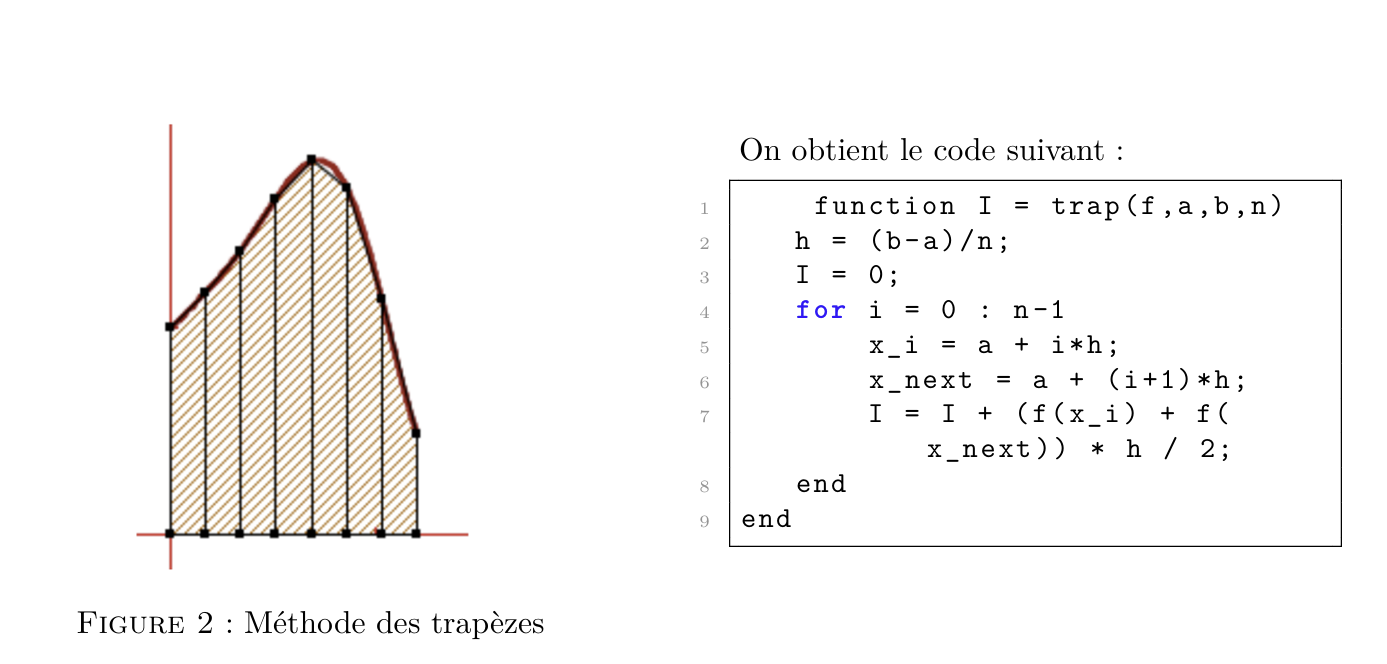 On obtient le code suivant :
1 function I = trap(f,a,b,n)
2 h = (b-a)/n;
3 I = 0;
4 for i = 0 : n-1
5 x_i = a + i*h;
6 x_next = a + (i+1)*h;
7 I = I + (f(x_i) + f(
x_next)) * h / 2;
8 end
9 end
FIGURE 2 : Méthode des trapèzes